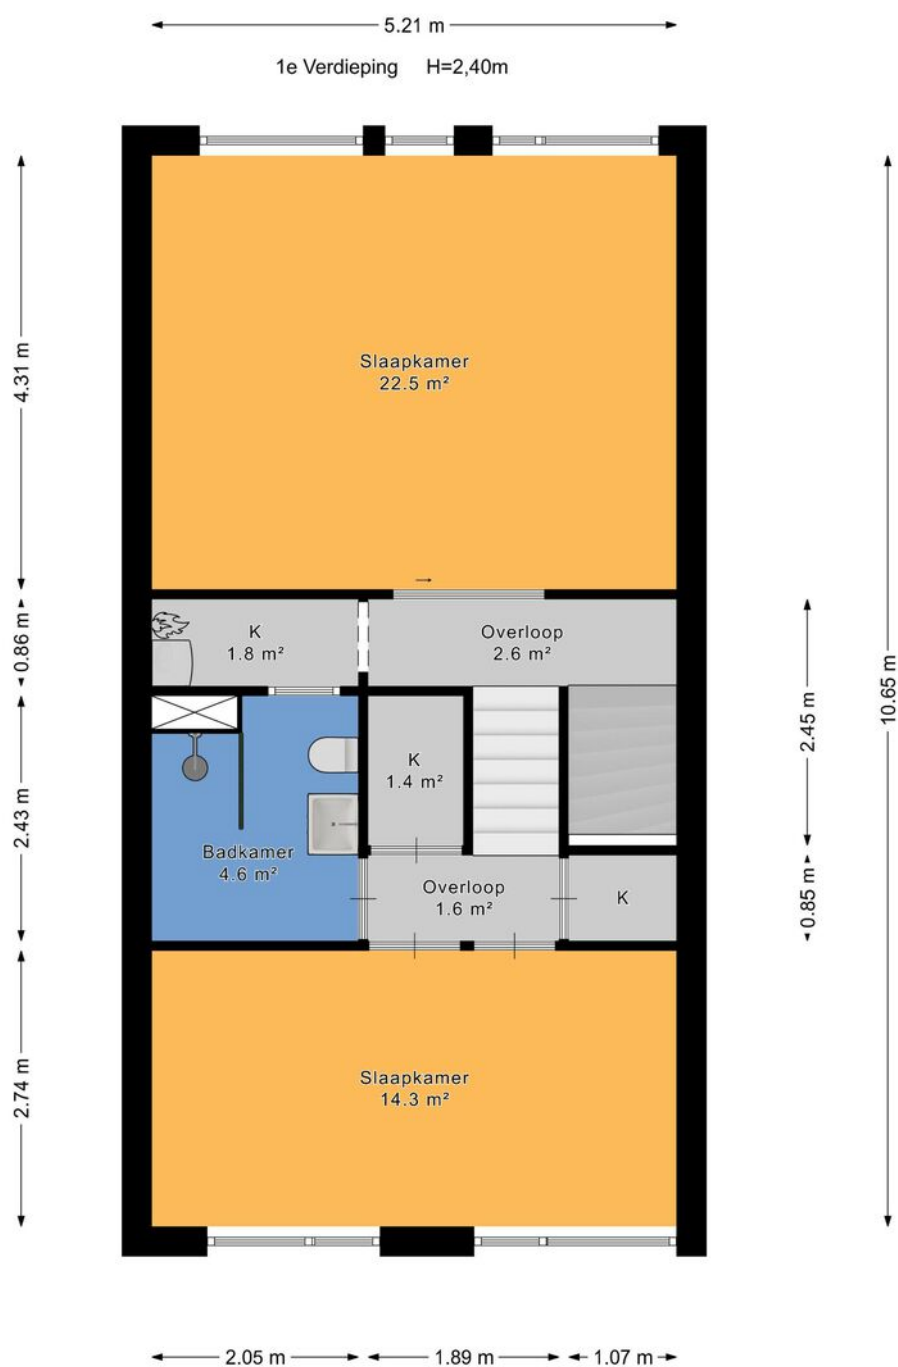 5.21 m
1e Verdieping H=2,40m
Slaapkamer
22.5 m²
4.31 m
K
1.8 m²
Overloop
2.6 m²
0.86 m
10.65 m
2.45 m
K
1.4 m²
2.43 m
Badkamer
4.6 m²
Overloop
1.6 m²
K
0.85 m
Slaapkamer
14.3 m²
2.74 m
2.05 m
1.89 m
1.07 m